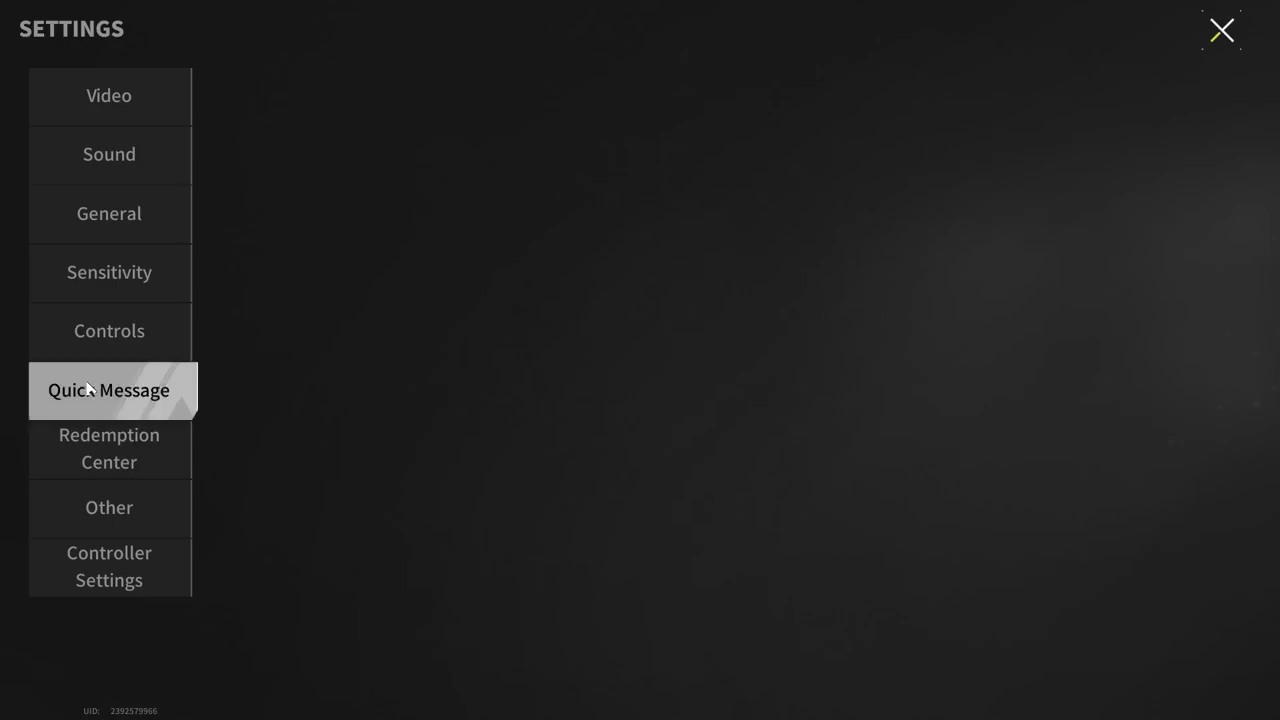 SETTINGS
Video
Sound
General
Sensitivity
Controls
Quick Message
Redemption
Center
Other
Controller
Settings
UID: 2392579966